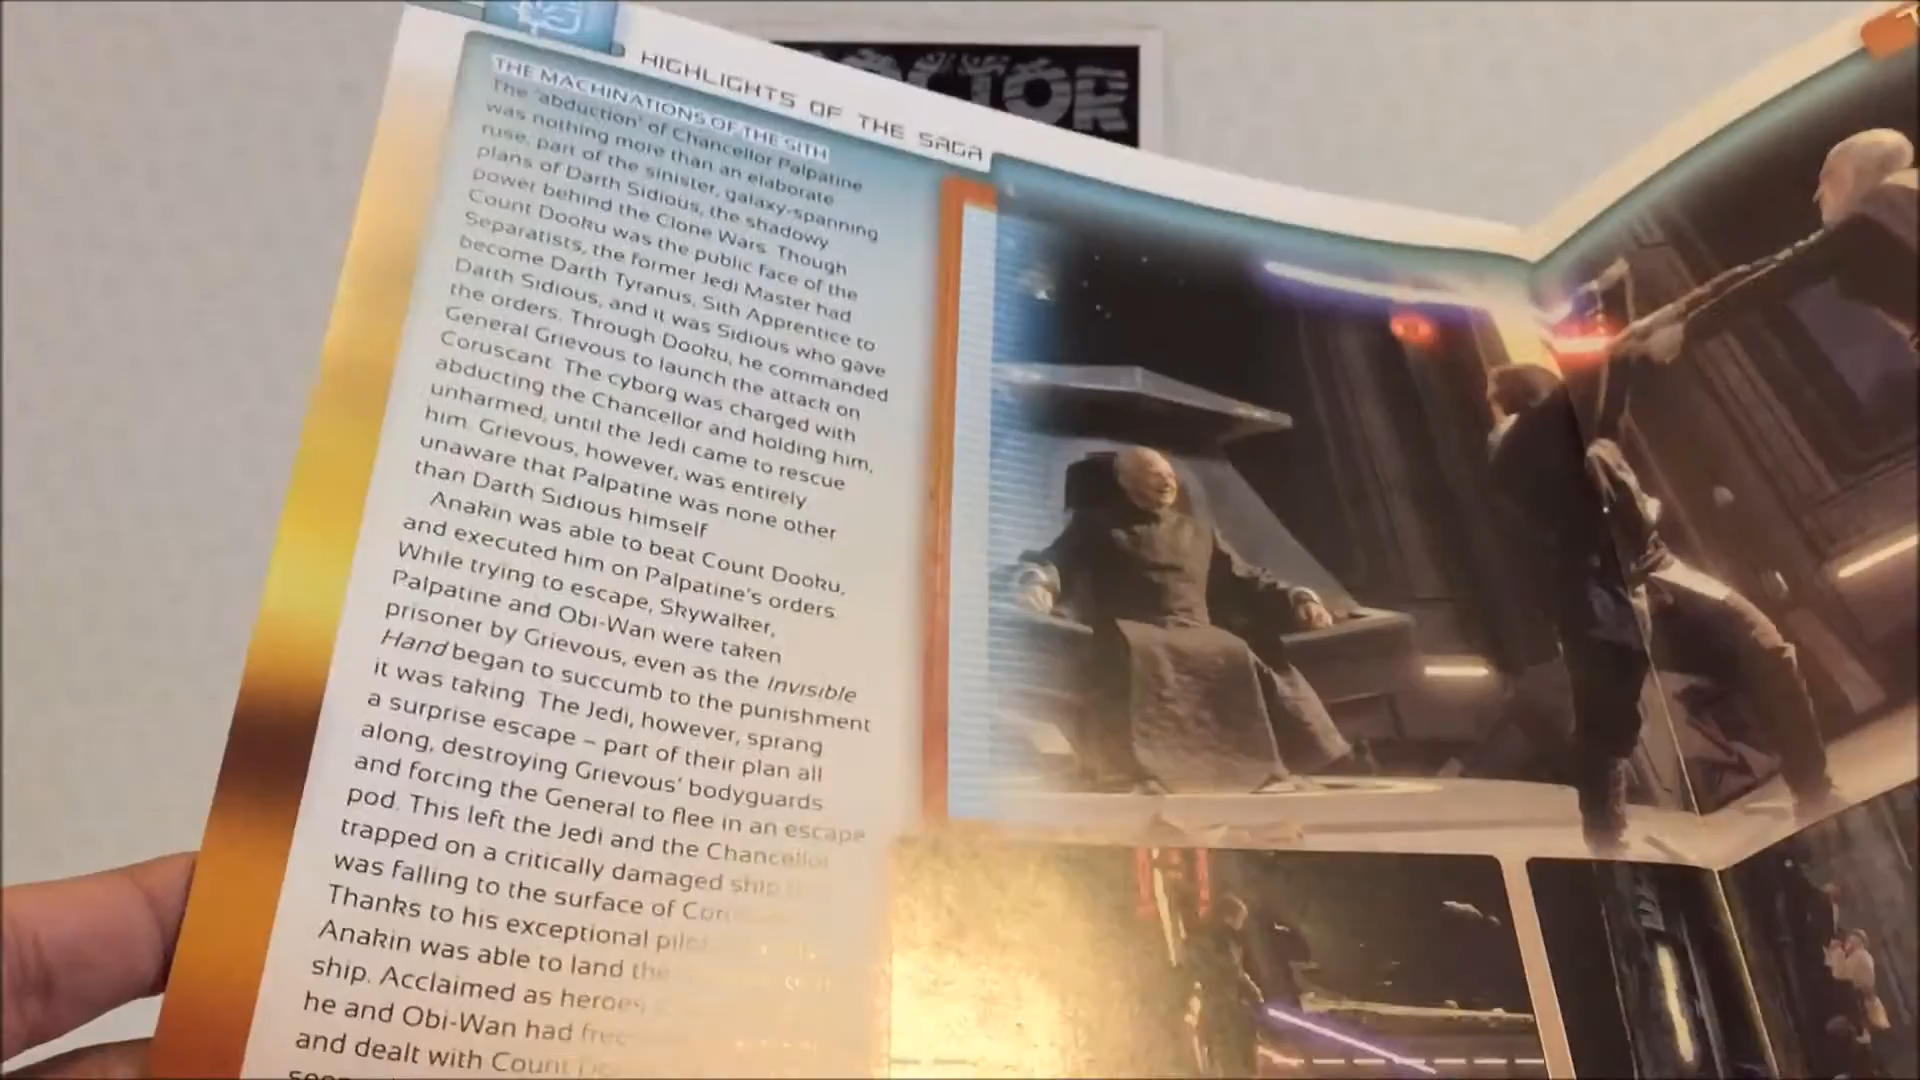 HIGHLIGHTS OF THE SAGA
THE MACHINATIONS OF THE SITH
The 'abduction' of Chancellor Palpatine
was nothing more than an elaborate
ruse, part of the sinister, galaxy-spanning
plans of Darth Sidious, the shadowy
power behind the Clone Wars. Though
Count Dooku was the public face of the
Separatists, the former Jedi Master had
become Darth Tyranus, Sith Apprentice to
Darth Sidious, and it was Sidious who gave
the orders. Through Dooku, he commanded
General Grievous to launch the attack on
Coruscant. The cyborg was charged with
abducting the Chancellor and holding him,
unharmed, until the Jedi came to rescue
him. Grievous, however, was entirely
unaware that Palpatine was none other
than Darth Sidious himself
Anakin was able to beat Count Dooku,
and executed him on Palpatine's orders
While trying to escape, Skywalker,
Palpatine and Obi-Wan were taken
prisoner by Grievous, even as the Invisible
Hand began to succumb to the punishment
it was taking. The Jedi, however, sprang
a surprise escape – part of their plan all
along, destroying Grievous' bodyguards
and forcing the General to flee in an escape
pod. This left the Jedi and the Chancellor
trapped on a critically damaged ship
was falling to the surface of
Thanks to his exceptional
Anakin was able to land the
ship. Acclaimed as heroes
he and Obi-Wan had
and dealt with Count